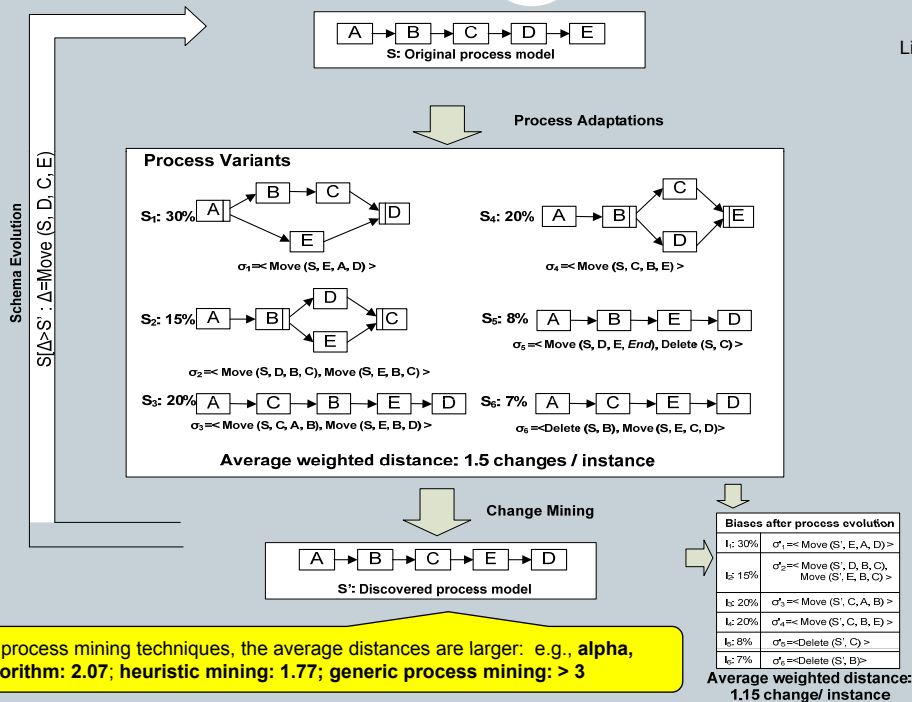 A B C D E
S: Original process model
Li
Process Adaptations
Schema Evolution
S[Δ>S' : Δ=Move (S, D, C, E)
Process Variants
S1: 30% A B C E D
σ1=< Move (S, E, A, D) >
S4: 20% A B C D E
σ4=< Move (S, C, B, E) >
S2: 15% A B D E C
σ2=< Move (S, D, B, C), Move (S, E, B, C) >
S5: 8% A B E D
σ5=< Move (S, D, E, End), Delete (S, C) >
S3: 20% A C B E D
σ3=< Move (S, C, A, B), Move (S, E, B, D) >
S6: 7% A C E D
σ6=<Delete (S, B), Move (S, E, C, D)>
Average weighted distance: 1.5 changes / instance
Change Mining
A B C E D
S': Discovered process model
Biases after process evolution
I1: 30% σ'1=< Move (S', E, A, D) >
I2: 15% σ'2=< Move (S', D, B, C),
Move (S', E, B, C) >
I3: 20% σ'3=< Move (S', C, A, B) >
I4: 20% σ'4=< Move (S', C, B, E) >
I5: 8% σ'5=<Delete (S', C) >
I6: 7% σ'6=<Delete (S', B)>
Average weighted distance:
1.15 change/ instance
process mining techniques, the average distances are larger: e.g., alpha,
orithm: 2.07; heuristic mining: 1.77; generic process mining: > 3